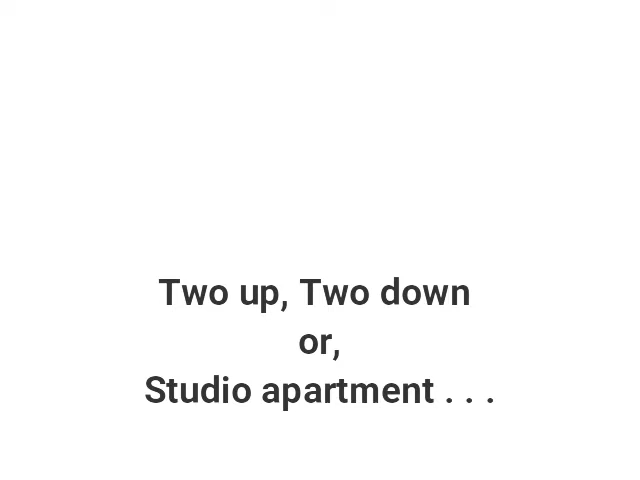 Two up, Two down
or,
Studio apartment . . .